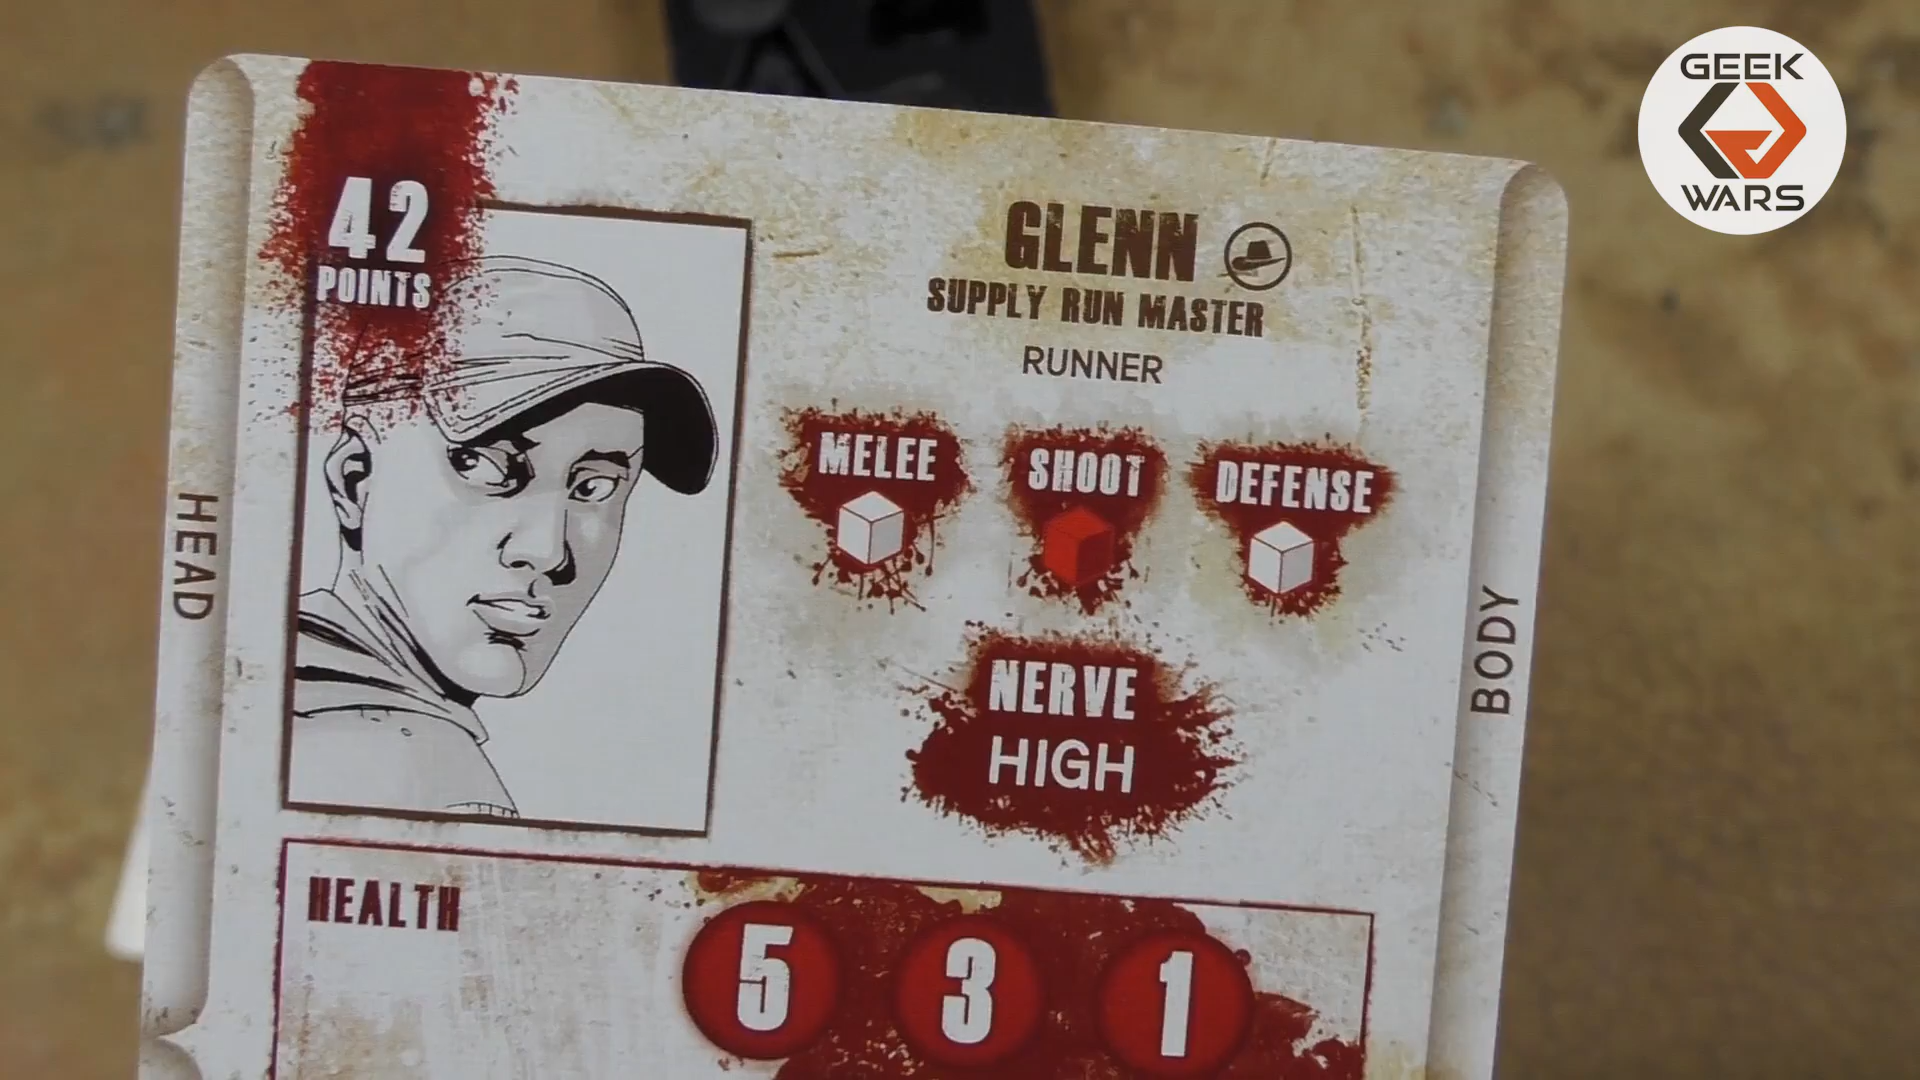 GEEK
WARS
42
POINTS
GLENN
SUPPLY RUN MASTER
RUNNER
MELEE
SHOOT
DEFENSE
NERVE
HIGH
HEAD
BODY
HEALTH
5
3
1